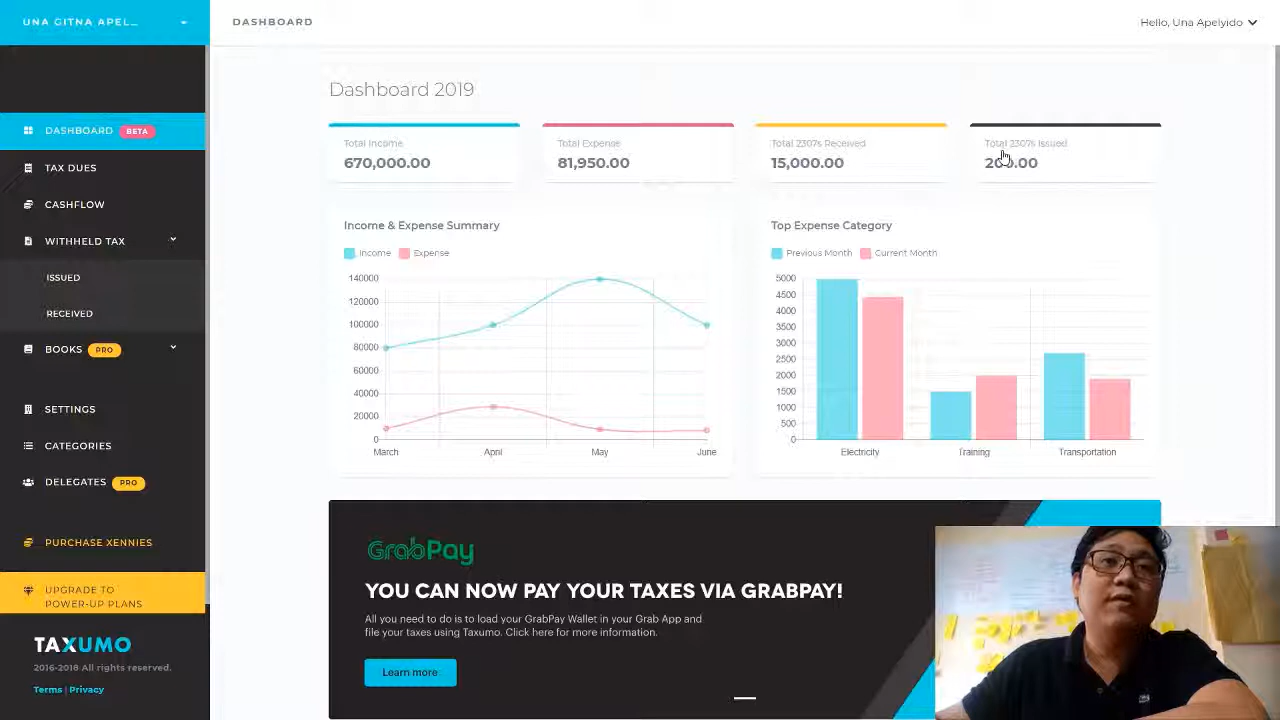 UNA GITNA APEL...
DASHBOARD
Hello, Una Apelyido
DASHBOARD BETA
TAX DUES
CASHFLOW
WITHHELD TAX
ISSUED
RECEIVED
BOOKS PRO
SETTINGS
CATEGORIES
DELEGATES PRO
PURCHASE XENNIES
UPGRADE TO
POWER-UP PLANS
TAXUMO
2016-2018 All rights reserved.
Terms | Privacy
Dashboard 2019
Total Income
670,000.00
Total Expense
81,950.00
Total 2307s Received
15,000.00
Total 2307s Issued
200.00
Income & Expense Summary
Income Expense
140000
120000
100000
80000
60000
40000
20000
0
March April May June
Top Expense Category
Previous Month Current Month
5000
4500
4000
3500
3000
2500
2000
1500
1000
500
0
Electricity Training Transportation
GrabPay
YOU CAN NOW PAY YOUR TAXES VIA GRABPAY!
All you need to do is to load your GrabPay Wallet in your Grab App and
file your taxes using Taxumo. Click here for more information.
Learn more